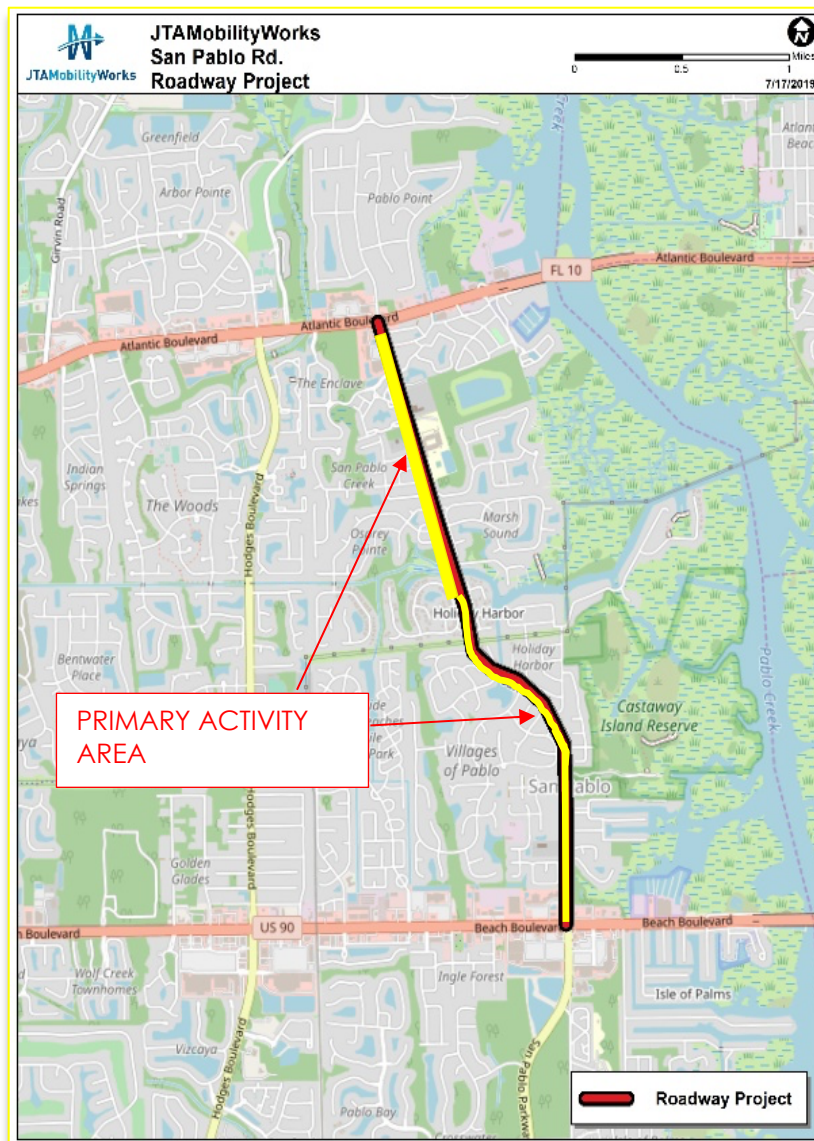 JTAMobilityWorks
JTAMobilityWorks
San Pablo Rd.
Roadway Project
N
Miles
0 0.5 1
7/17/2019
Greenfield
Arbor Pointe
Girvin Road
Pablo Point
Creek
Atlantic Boulevard
FL 10
Atlantic Boulevard
Atlantic Boulevard
The Enclave
Indian
Springs
The Woods
Hodges Boulevard
San Pablo
Creek
Osprey
Pointe
Marsh
Sound
Holiday Harbor
Holiday
Harbor
Bentwater
Place
PRIMARY ACTIVITY
AREA
Park
Castaway
Island Reserve
Pablo Creek
Villages
of Pablo
San Pablo
Hodges Boulevard
Golden
Glades
Boulevard
US 90
Beach Boulevard
Beach Boulevard
Wolf Creek
Townhomes
Ingle Forest
Isle of Palms
Vizcaya
Hodges Boulevard
San Pablo Parkway
Pablo Bay
Roadway Project